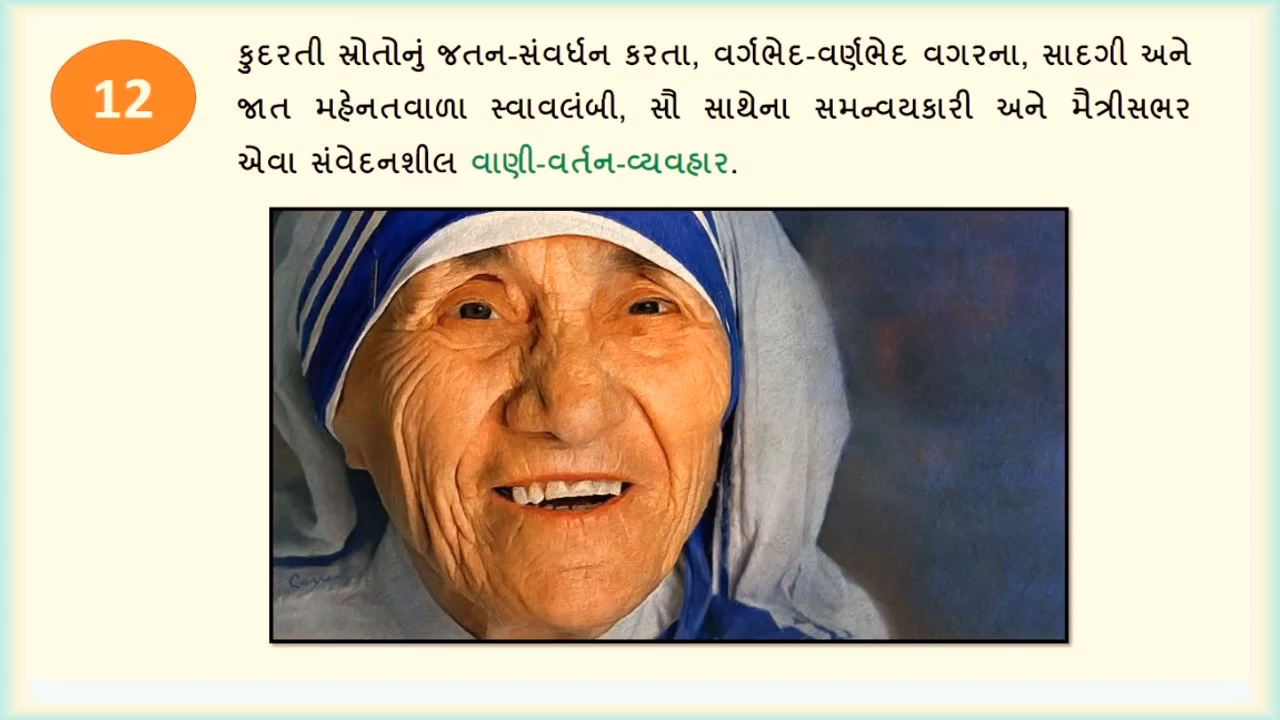 12
કુદરતી સ્રોતોનું જતન-સંવર્ધન કરતા, વર્ગભેદ-વર્ણભેદ વગરના, સાદગી અને
જાત મહેનતવાળા સ્વાવલંબી, સૌ સાથેના સમન્વયકારી અને મૈત્રીસભર
એવા સંવેદનશીલ વાણી-વર્તન-વ્યવહાર.